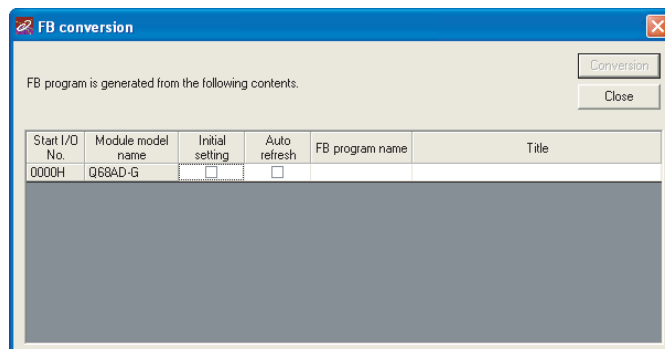 FB conversion
FB program is generated from the following contents.
Conversion
Close
Start I/O No.
Module model name
Initial setting
Auto refresh
FB program name
Title
0000H
Q68AD-G